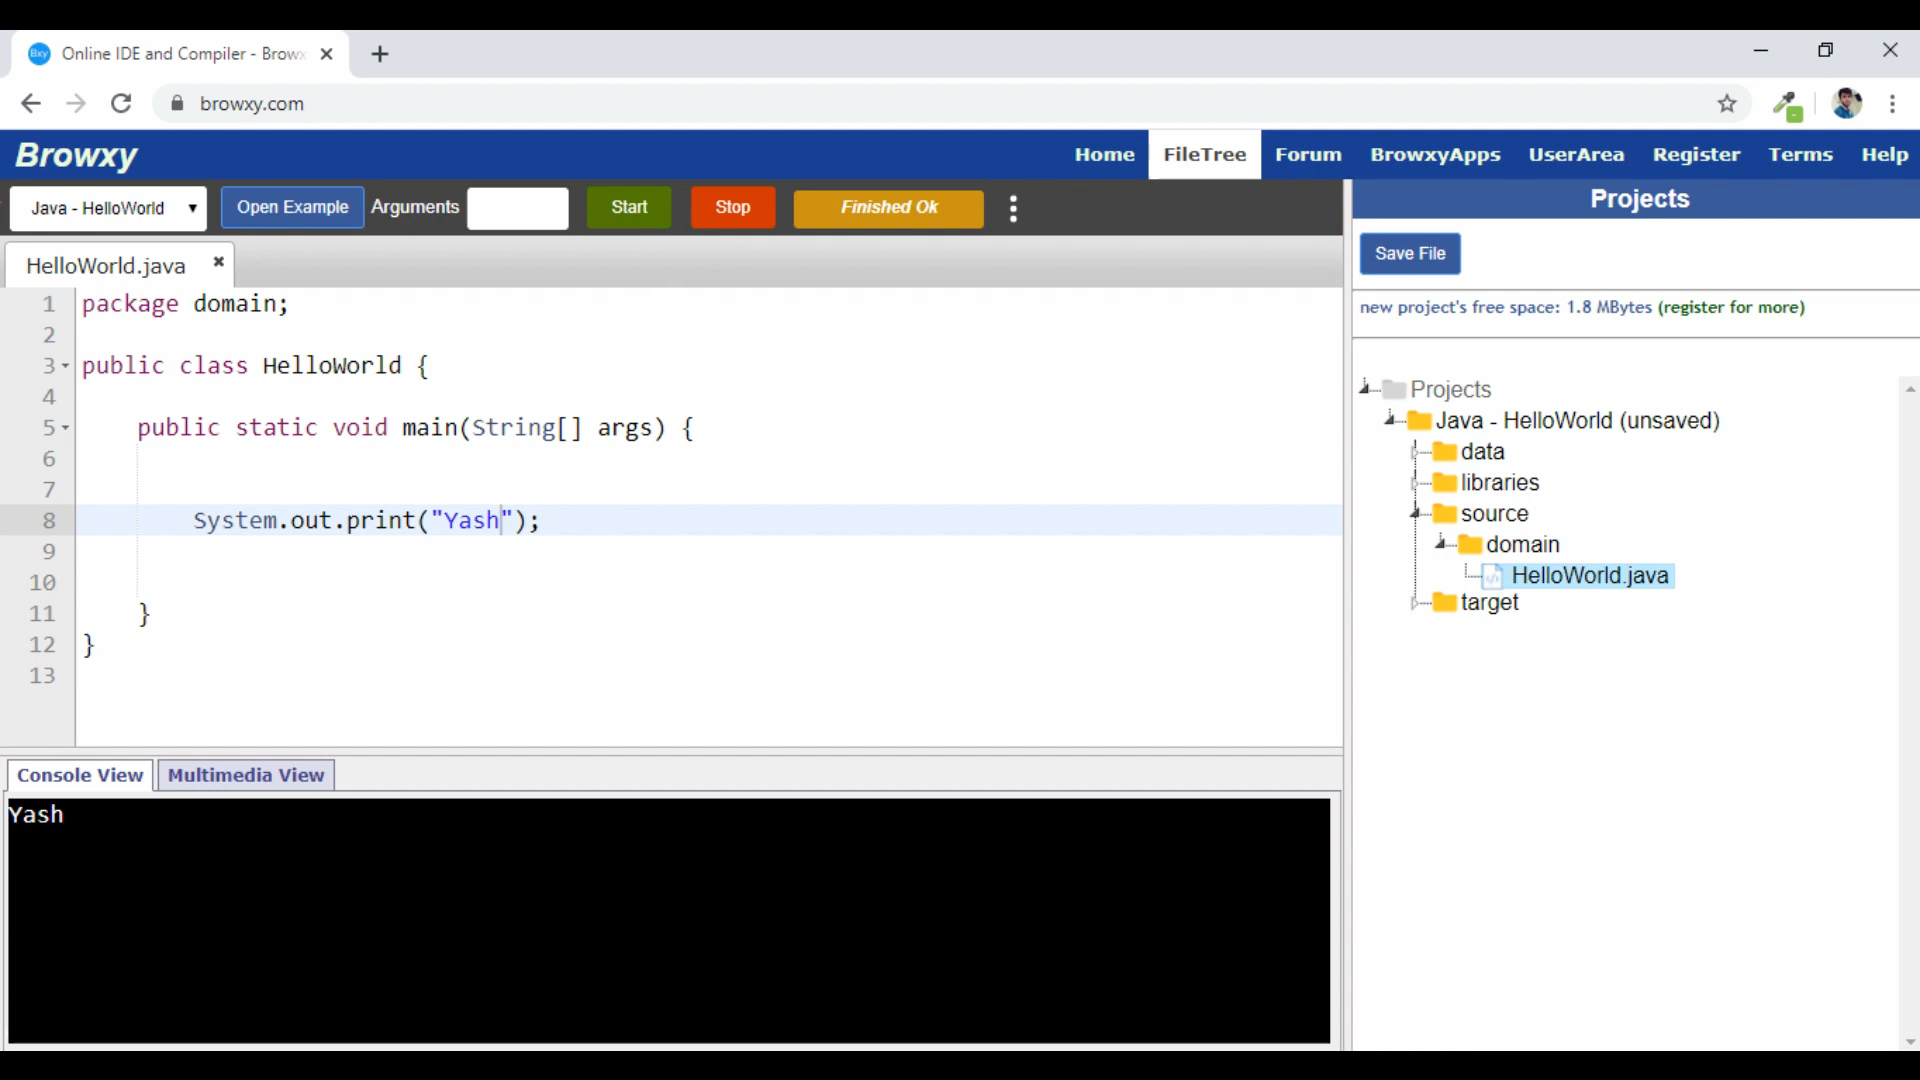 Online IDE and Compiler - Brow
browxy.com
Browxy
Home FileTree Forum BrowxyApps UserArea Register Terms Help
Java - HelloWorld Open Example Arguments Start Stop Finished Ok
Projects
Save File
HelloWorld.java
new project's free space: 1.8 MBytes (register for more)
1 package domain;
2
3 public class HelloWorld {
4
5 public static void main(String[] args) {
6
7
8 System.out.print("Yash");
9
10
11 }
12 }
13
Projects
Java - HelloWorld (unsaved)
data
libraries
source
domain
HelloWorld.java
target
Console View Multimedia View
Yash